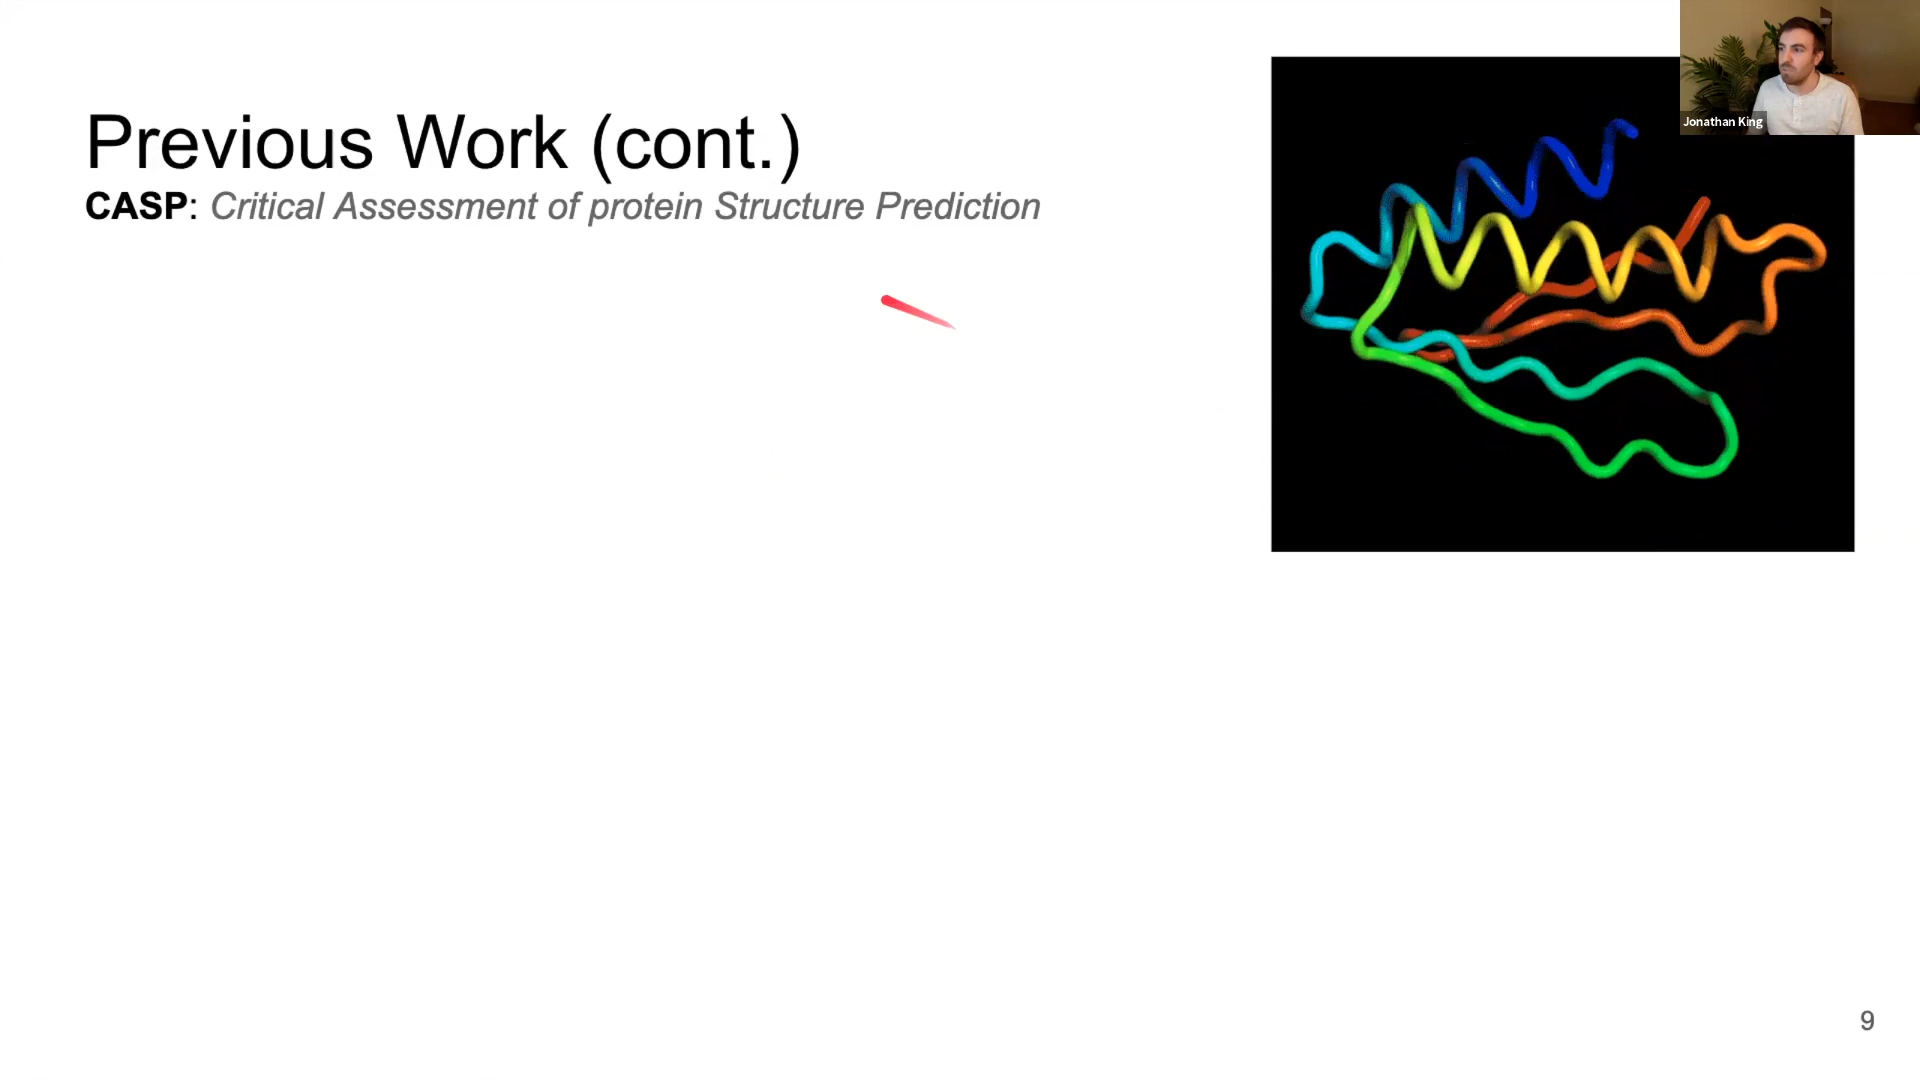 Previous Work (cont.)
CASP: Critical Assessment of protein Structure Prediction
Jonathan King
9